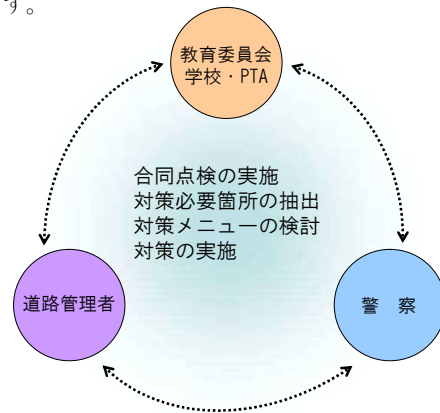 す。
教育委員会
学校・PTA
合同点検の実施
対策必要箇所の抽出
対策メニューの検討
対策の実施
道路管理者
警 察